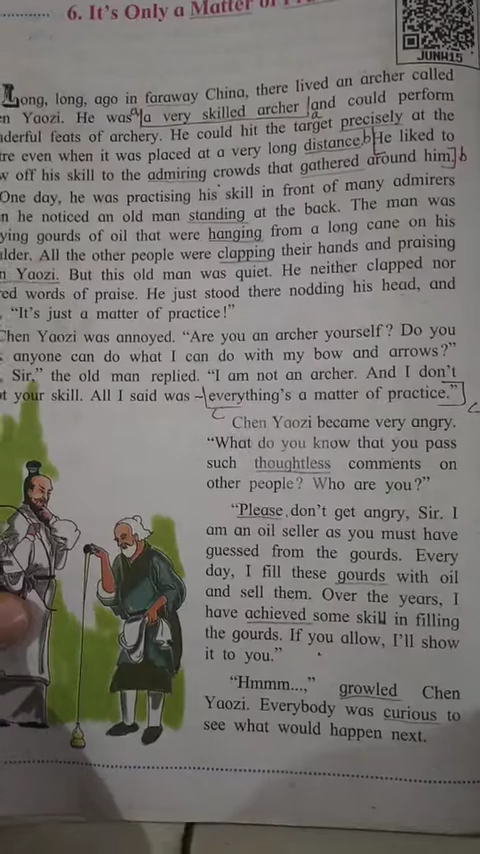 6. It's Only a Matter of
JUNH15
Long, long, ago in faraway China, there lived an archer called
n Yaozi. He was a very skilled archer and could perform
derful feats of archery. He could hit the target precisely at the
tre even when it was placed at a very long distance. He liked to
w off his skill to the admiring crowds that gathered around him.
One day, he was practising his skill in front of many admirers
n he noticed an old man standing at the back. The man was
ying gourds of oil that were hanging from a long cane on his
ulder. All the other people were clapping their hands and praising
n Yaozi. But this old man was quiet. He neither clapped nor
red words of praise. He just stood there nodding his head, and
"It's just a matter of practice!"
Chen Yaozi was annoyed. "Are you an archer yourself? Do you
anyone can do what I can do with my bow and arrows?"
Sir." the old man replied. "I am not an archer. And I don't
t your skill. All I said was – everything's a matter of practice."
Chen Yaozi became very angry.
"What do you know that you pass
such thoughtless comments on
other people? Who are you?"
"Please don't get angry, Sir. I
am an oil seller as you must have
guessed from the gourds. Every
day, I fill these gourds with oil
and sell them. Over the years, I
have achieved some skill in filling
the gourds. If you allow, I'll show
it to you."
"Hmmm...," growled Chen
Yaozi. Everybody was curious to
see what would happen next.